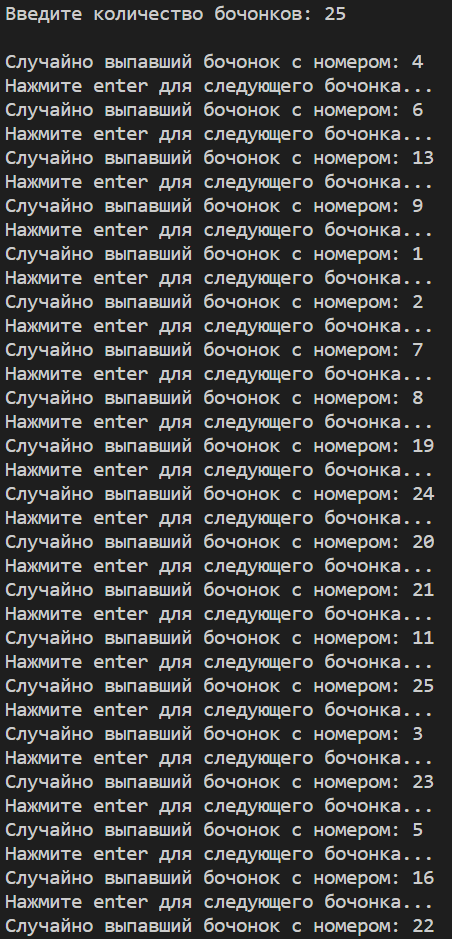 Введите количество бочонков: 25
Случайно выпавший бочонок с номером: 4
Нажмите enter для следующего бочонка...
Случайно выпавший бочонок с номером: 6
Нажмите enter для следующего бочонка...
Случайно выпавший бочонок с номером: 13
Нажмите enter для следующего бочонка...
Случайно выпавший бочонок с номером: 9
Нажмите enter для следующего бочонка...
Случайно выпавший бочонок с номером: 1
Нажмите enter для следующего бочонка...
Случайно выпавший бочонок с номером: 2
Нажмите enter для следующего бочонка...
Случайно выпавший бочонок с номером: 7
Нажмите enter для следующего бочонка...
Случайно выпавший бочонок с номером: 8
Нажмите enter для следующего бочонка...
Случайно выпавший бочонок с номером: 19
Нажмите enter для следующего бочонка...
Случайно выпавший бочонок с номером: 24
Нажмите enter для следующего бочонка...
Случайно выпавший бочонок с номером: 20
Нажмите enter для следующего бочонка...
Случайно выпавший бочонок с номером: 21
Нажмите enter для следующего бочонка...
Случайно выпавший бочонок с номером: 11
Нажмите enter для следующего бочонка...
Случайно выпавший бочонок с номером: 25
Нажмите enter для следующего бочонка...
Случайно выпавший бочонок с номером: 3
Нажмите enter для следующего бочонка...
Случайно выпавший бочонок с номером: 23
Нажмите enter для следующего бочонка...
Случайно выпавший бочонок с номером: 5
Нажмите enter для следующего бочонка...
Случайно выпавший бочонок с номером: 16
Нажмите enter для следующего бочонка...
Случайно выпавший бочонок с номером: 22